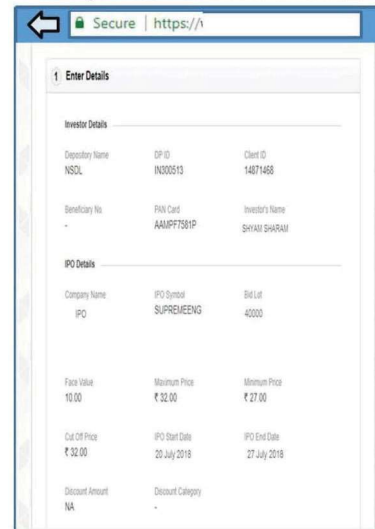 Secure | https://
1 Enter Details
Investor Details
Depository Name DP ID Client ID
NSDL IN300513 14871468
Beneficiary No PAN Card Investor's Name
- AAMPF7581P SHYAM SHARAM
IPO Details
Company Name IPO Symbol Bid Lot
IPO SUPREMEENG 40000
Face Value Maximum Price Minimum Price
10.00 ₹ 32.00 ₹ 27.00
Cut Off Price IPO Start Date IPO End Date
₹ 32.00 20 July 2018 27 July 2018
Discount Amount Discount Category
NA -